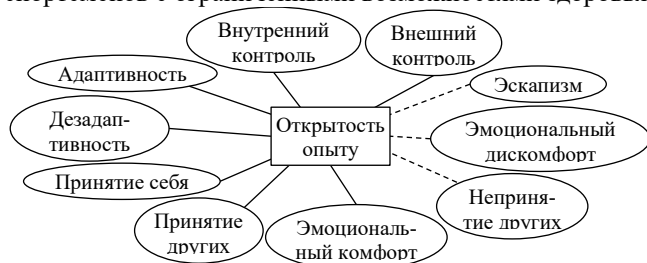 Внутренний
контроль
Внешний
контроль
Адаптивность
Эскапизм
Дезадап-
тивность
Открытость
опыту
Эмоциональный
дискомфорт
Принятие себя
Неприня-
тие других
Принятие
других
Эмоциональ-
ный комфорт